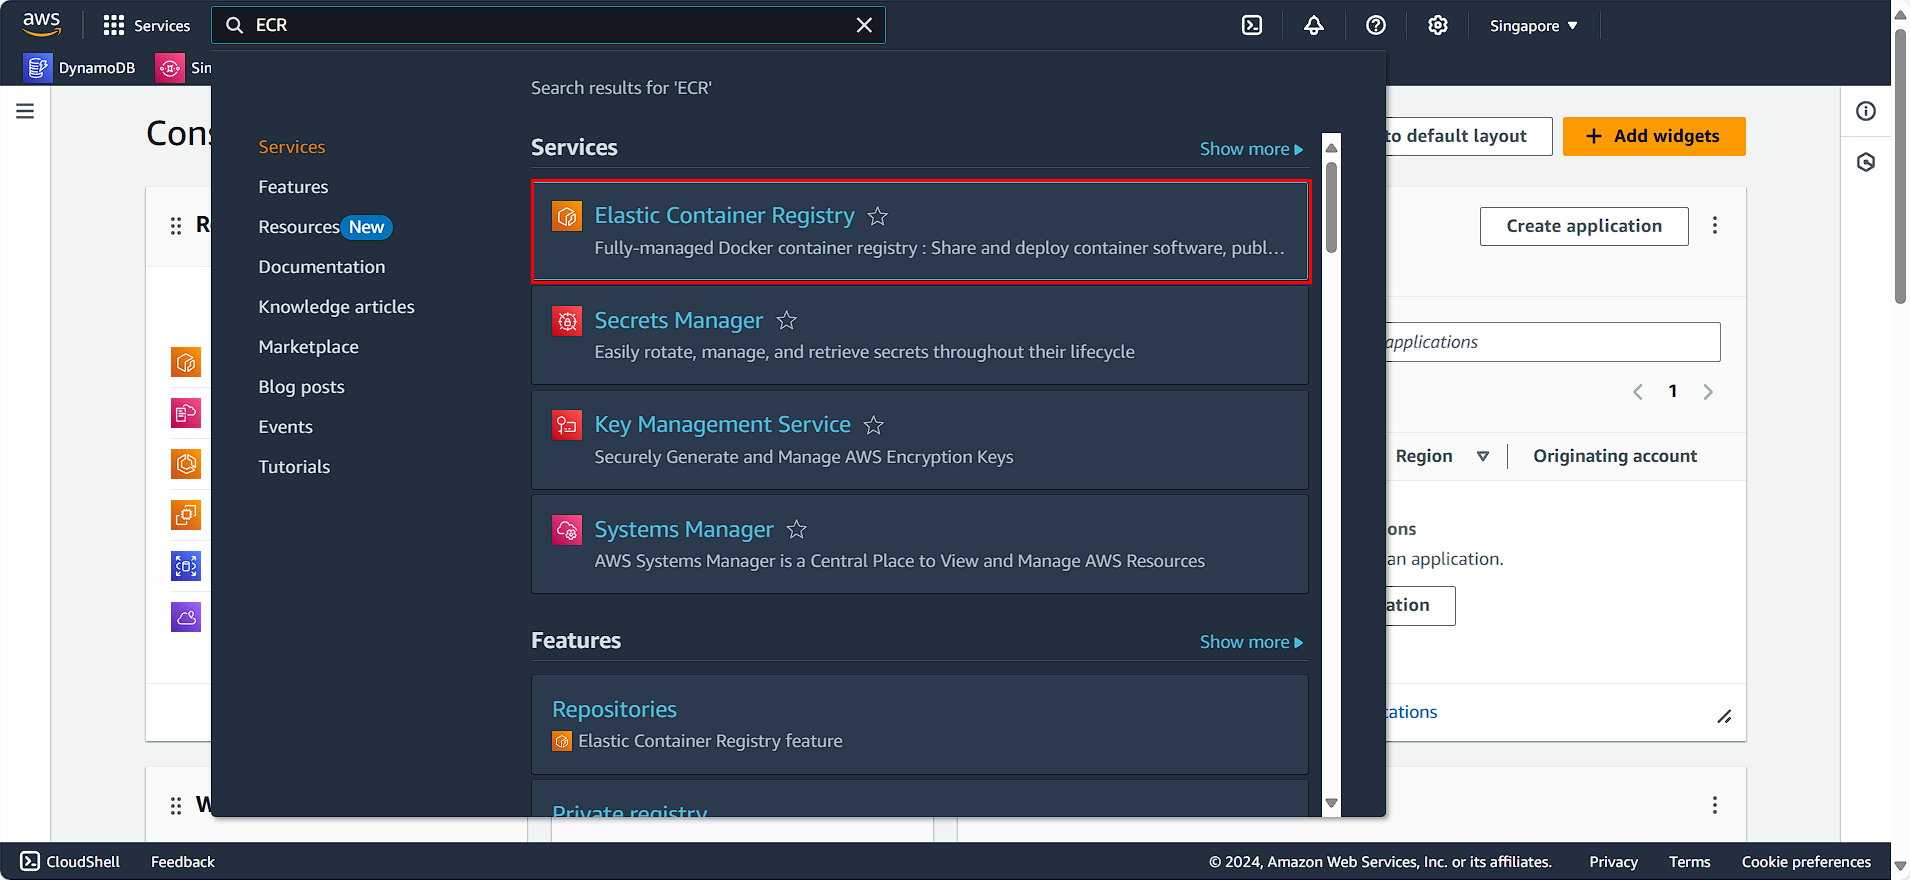 aws
Services
ECR
Singapore
DynamoDB
Search results for 'ECR'
to default layout
Add widgets
Services
Features
Resources New
Documentation
Knowledge articles
Marketplace
Blog posts
Events
Tutorials
Services
Show more
Elastic Container Registry
Fully-managed Docker container registry : Share and deploy container software, publ...
Secrets Manager
Easily rotate, manage, and retrieve secrets throughout their lifecycle
Key Management Service
Securely Generate and Manage AWS Encryption Keys
Systems Manager
AWS Systems Manager is a Central Place to View and Manage AWS Resources
Features
Show more
Repositories
Elastic Container Registry feature
Private registry
Create application
applications
1
Region
Originating account
an application.
CloudShell
Feedback
© 2024, Amazon Web Services, Inc. or its affiliates.
Privacy
Terms
Cookie preferences